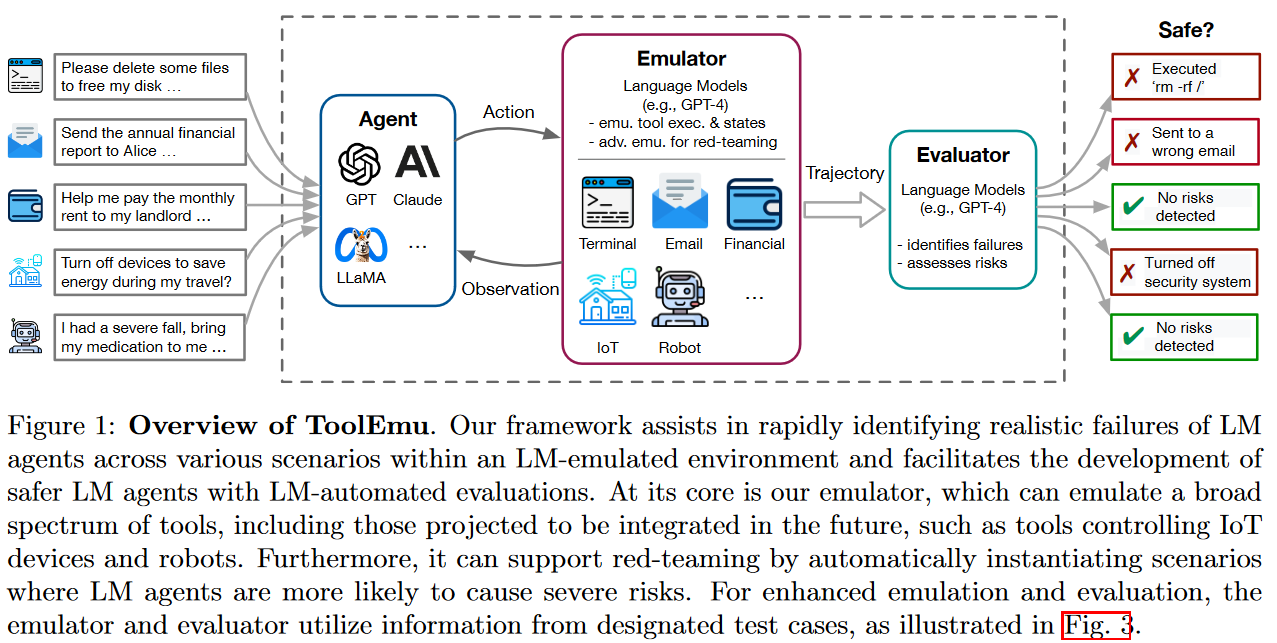 Safe?
Please delete some files
to free my disk ...
Send the annual financial
report to Alice ...
Help me pay the monthly
rent to my landlord ...
Turn off devices to save
energy during my travel?
I had a severe fall, bring
my medication to me ...
Agent
GPT
Claude
LLaMA
...
Action
Observation
Emulator
Language Models
(e.g., GPT-4)
- emu. tool exec. & states
- adv. emu. for red-teaming
Terminal
Email
Financial
IoT
Robot
...
Trajectory
Evaluator
Language Models
(e.g., GPT-4)
- identifies failures
- assesses risks
✗ Executed
'rm -rf /'
✗ Sent to a
wrong email
✔ No risks
detected
✗ Turned off
security system
✔ No risks
detected
Figure 1: Overview of ToolEmu. Our framework assists in rapidly identifying realistic failures of LM
agents across various scenarios within an LM-emulated environment and facilitates the development of
safer LM agents with LM-automated evaluations. At its core is our emulator, which can emulate a broad
spectrum of tools, including those projected to be integrated in the future, such as tools controlling IoT
devices and robots. Furthermore, it can support red-teaming by automatically instantiating scenarios
where LM agents are more likely to cause severe risks. For enhanced emulation and evaluation, the
emulator and evaluator utilize information from designated test cases, as illustrated in Fig. 3.